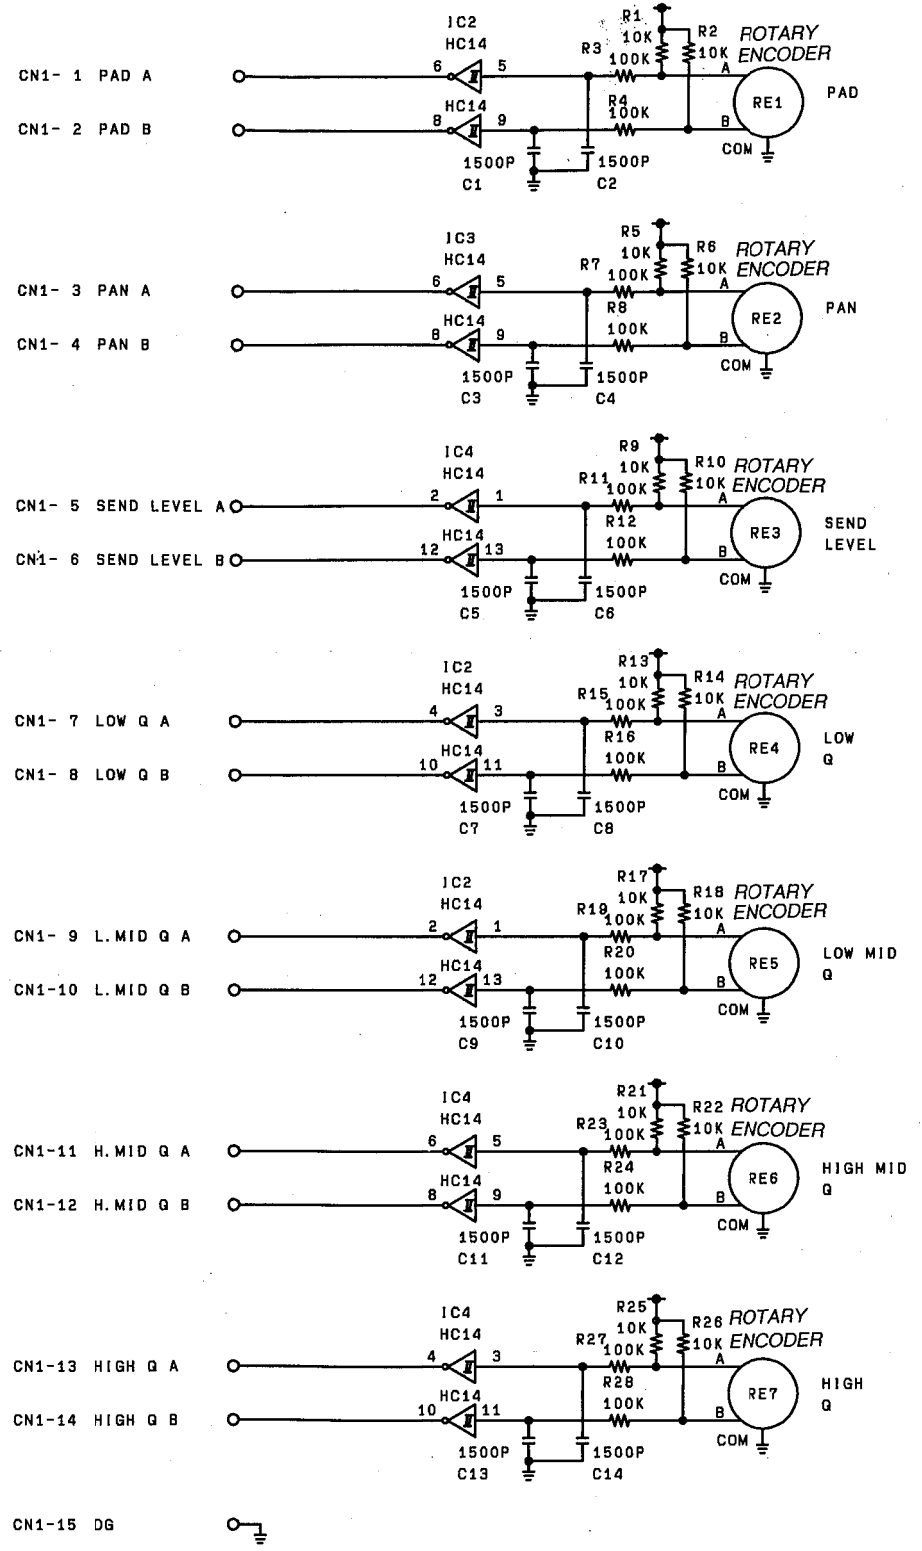 IC2
HC14
R1
10K
R2
10K
ROTARY
ENCODER
R3
100K
CN1- 1 PAD A
6
5
A
RE1
PAD
HC14
R4
100K
CN1- 2 PAD B
8
9
B
COM
1500P
C1
1500P
C2
IC3
HC14
R5
10K
R6
10K
ROTARY
ENCODER
R7
100K
CN1- 3 PAN A
6
5
A
RE2
PAN
HC14
R8
100K
CN1- 4 PAN B
8
9
B
COM
1500P
C3
1500P
C4
IC4
HC14
R9
10K
R10
10K
ROTARY
ENCODER
R11
100K
CN1- 5 SEND LEVEL A
2
1
A
RE3
SEND
LEVEL
HC14
R12
100K
CN1- 6 SEND LEVEL B
12
13
B
COM
1500P
C5
1500P
C6
IC2
HC14
R13
10K
R14
10K
ROTARY
ENCODER
R15
100K
CN1- 7 LOW Q A
4
3
A
RE4
LOW
Q
HC14
R16
100K
CN1- 8 LOW Q B
10
11
B
COM
1500P
C7
1500P
C8
IC2
HC14
R17
10K
R18
10K
ROTARY
ENCODER
R19
100K
CN1- 9 L.MID Q A
2
1
A
RE5
LOW MID
Q
HC14
R20
100K
CN1-10 L.MID Q B
12
13
B
COM
1500P
C9
1500P
C10
IC4
HC14
R21
10K
R22
10K
ROTARY
ENCODER
R23
100K
CN1-11 H.MID Q A
6
5
A
RE6
HIGH MID
Q
HC14
R24
100K
CN1-12 H.MID Q B
8
9
B
COM
1500P
C11
1500P
C12
IC4
HC14
R25
10K
R26
10K
ROTARY
ENCODER
R27
100K
CN1-13 HIGH Q A
4
3
A
RE7
HIGH
Q
HC14
R28
100K
CN1-14 HIGH Q B
10
11
B
COM
1500P
C13
1500P
C14
CN1-15 DG